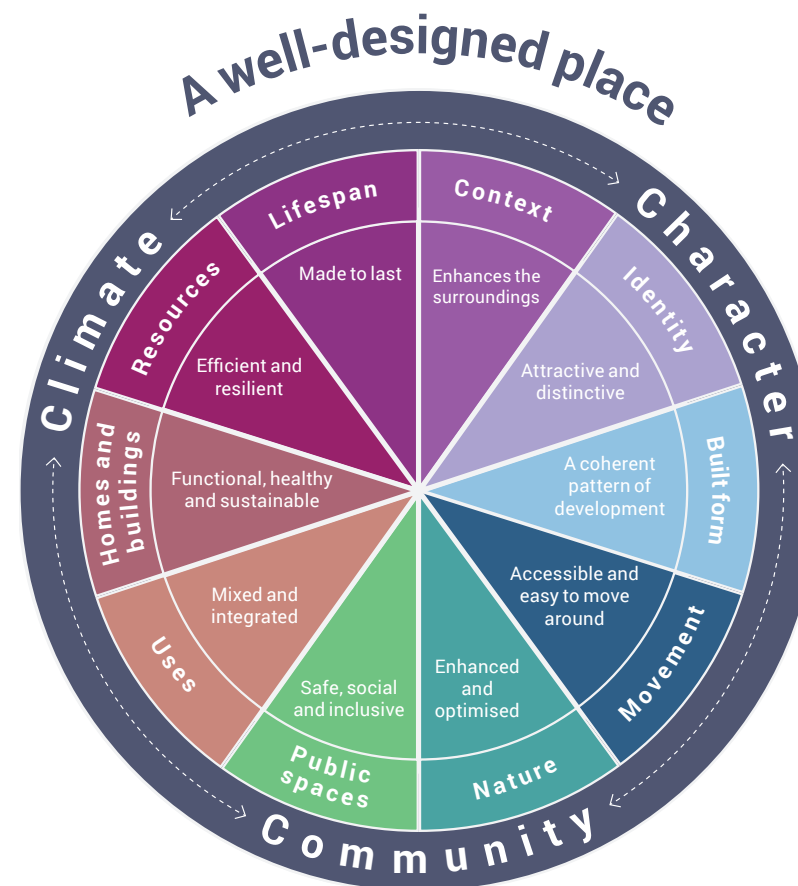 A well-designed place
Climate
Character
Community
Context
Enhances the
surroundings
Identity
Attractive and
distinctive
Built form
A coherent
pattern of
development
Movement
Accessible and
easy to move
around
Nature
Enhanced
and
optimised
Public
spaces
Safe, social
and inclusive
Uses
Mixed and
integrated
Homes and
buildings
Functional, healthy
and sustainable
Resources
Efficient and
resilient
Lifespan
Made to last